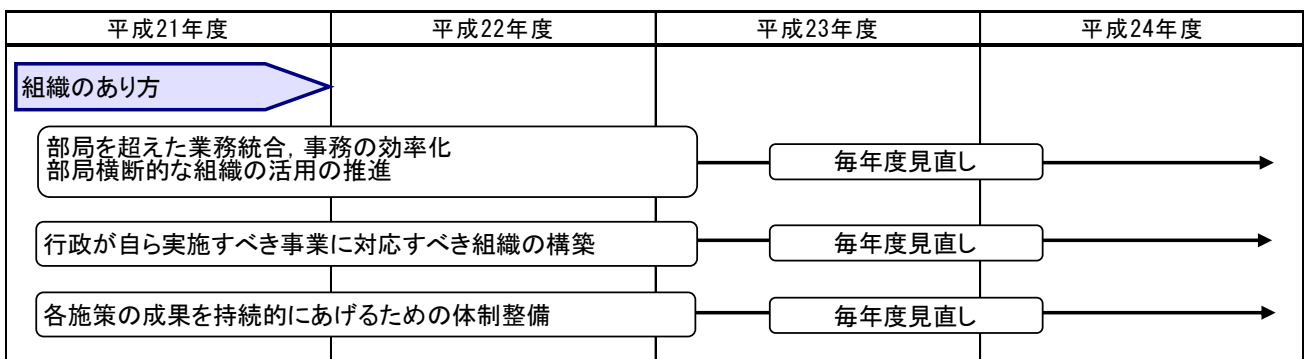 平成21年度
平成22年度
平成23年度
平成24年度
組織のあり方
部局を超えた業務統合，事務の効率化
部局横断的な組織の活用の推進
毎年度見直し
行政が自ら実施すべき事業に対応すべき組織の構築
毎年度見直し
各施策の成果を持続的にあげるための体制整備
毎年度見直し